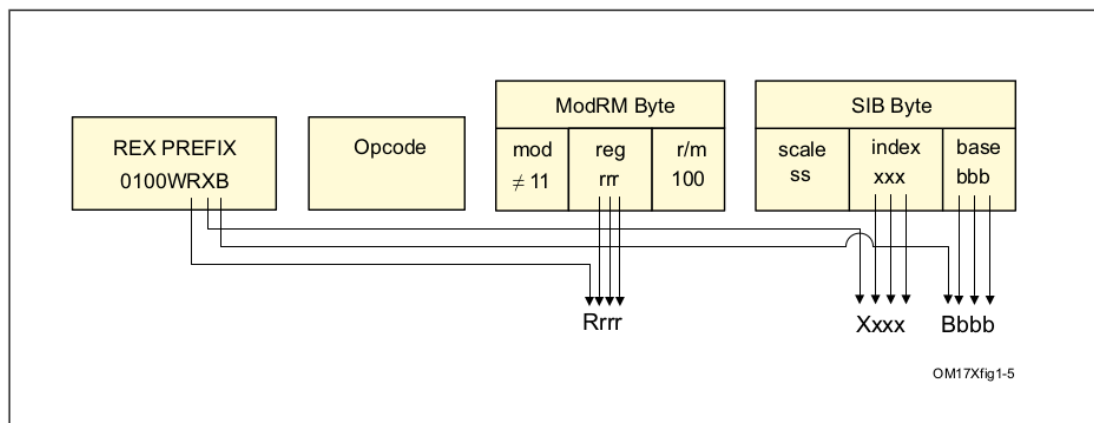 REX PREFIX
0100WRXB
Opcode
ModRM Byte
mod
≠ 11
reg
rrr
r/m
100
SIB Byte
scale
ss
index
xxx
base
bbb
Rrrr
Xxxx
Bbbb
OM17Xfig1-5